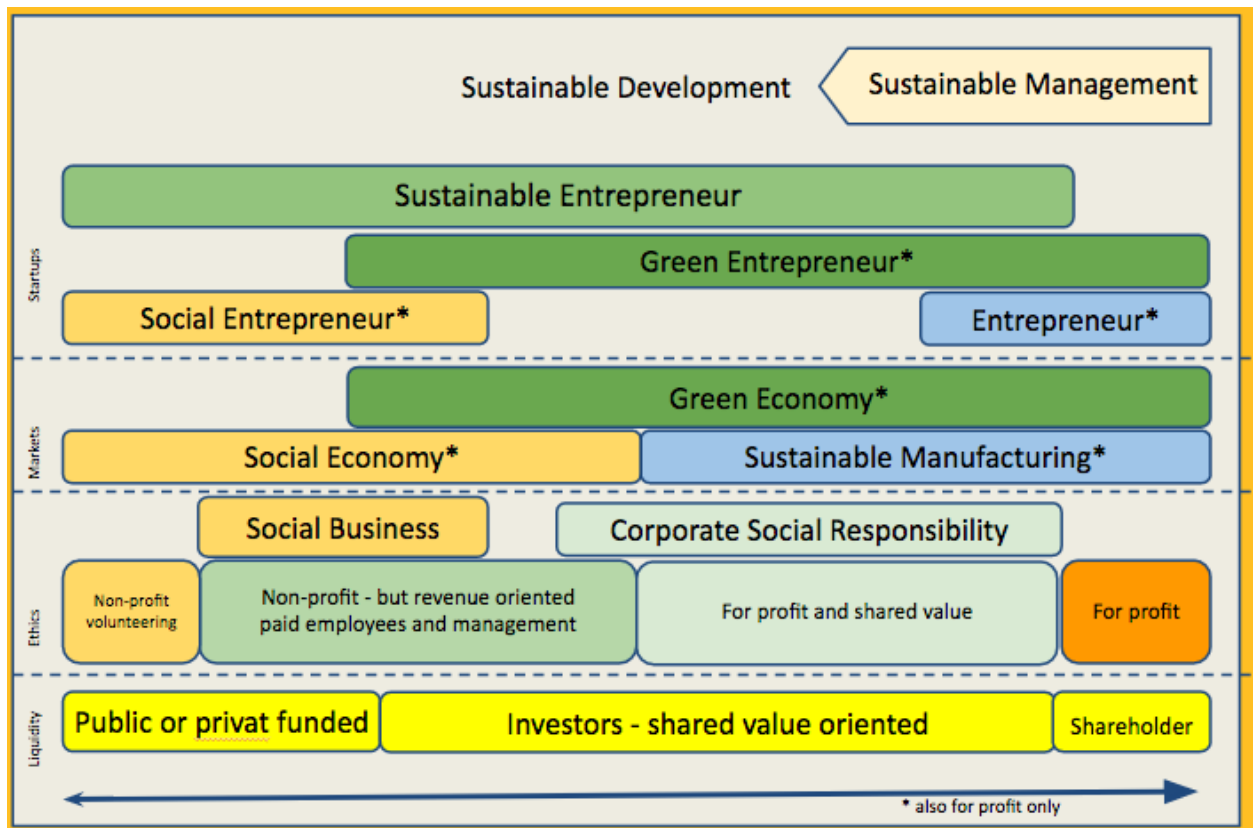 Sustainable Development
Sustainable Management
Sustainable Entrepreneur
Startups
Green Entrepreneur*
Social Entrepreneur*
Entrepreneur*
Markets
Green Economy*
Social Economy*
Sustainable Manufacturing*
Ethics
Social Business
Corporate Social Responsibility
Non-profit
volunteering
Non-profit - but revenue oriented
paid employees and management
For profit and shared value
For profit
Liquidity
Public or privat funded
Investors - shared value oriented
Shareholder
* also for profit only